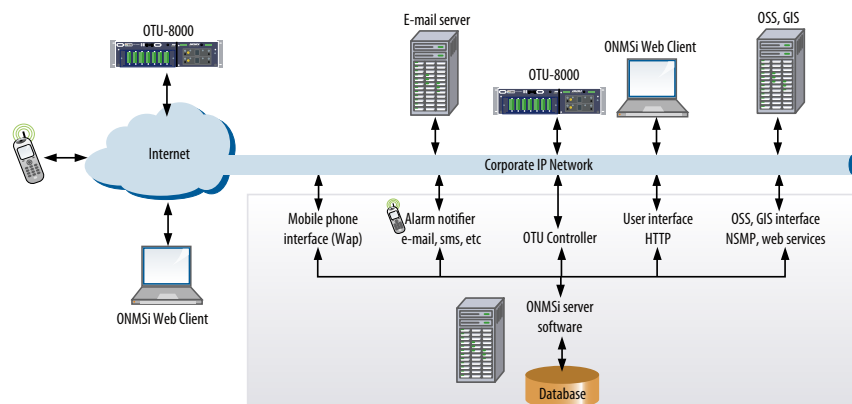 OTU-8000
E-mail server
OTU-8000
ONMSi Web Client
OSS, GIS
Internet
Corporate IP Network
Mobile phone
interface (Wap)
Alarm notifier
e-mail, sms, etc
OTU Controller
User interface
HTTP
OSS, GIS interface
NSMP, web services
ONMSi Web Client
ONMSi server
software
Database